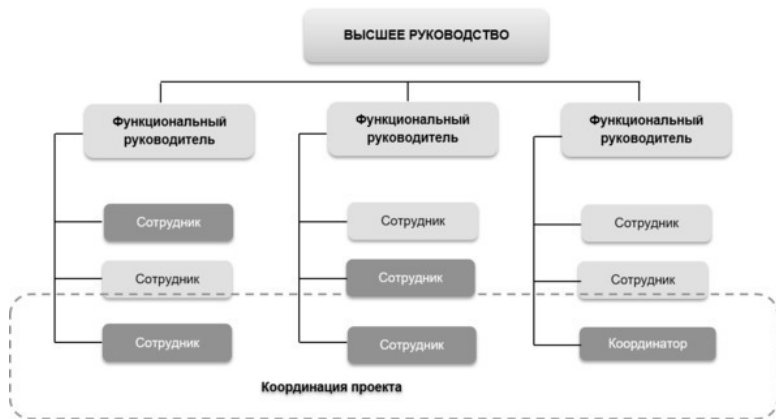 ВЫСШЕЕ РУКОВОДСТВО
Функциональный
руководитель
Функциональный
руководитель
Функциональный
руководитель
Сотрудник
Сотрудник
Сотрудник
Сотрудник
Сотрудник
Сотрудник
Сотрудник
Сотрудник
Координатор
Координация проекта